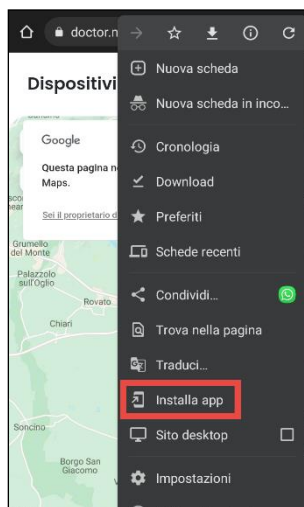 doctor.n
Dispositivi
Google
Questa pagina n
Maps.
Sei il proprietario d
Grumello
del Monte
Palazzolo
sull'Oglio
Rovato
Chiari
Soncino
Borgo San
Giacomo
Nuova scheda
Nuova scheda in inco...
Cronologia
Download
Preferiti
Schede recenti
Condividi...
Trova nella pagina
Traduci...
Installa app
Sito desktop
Impostazioni